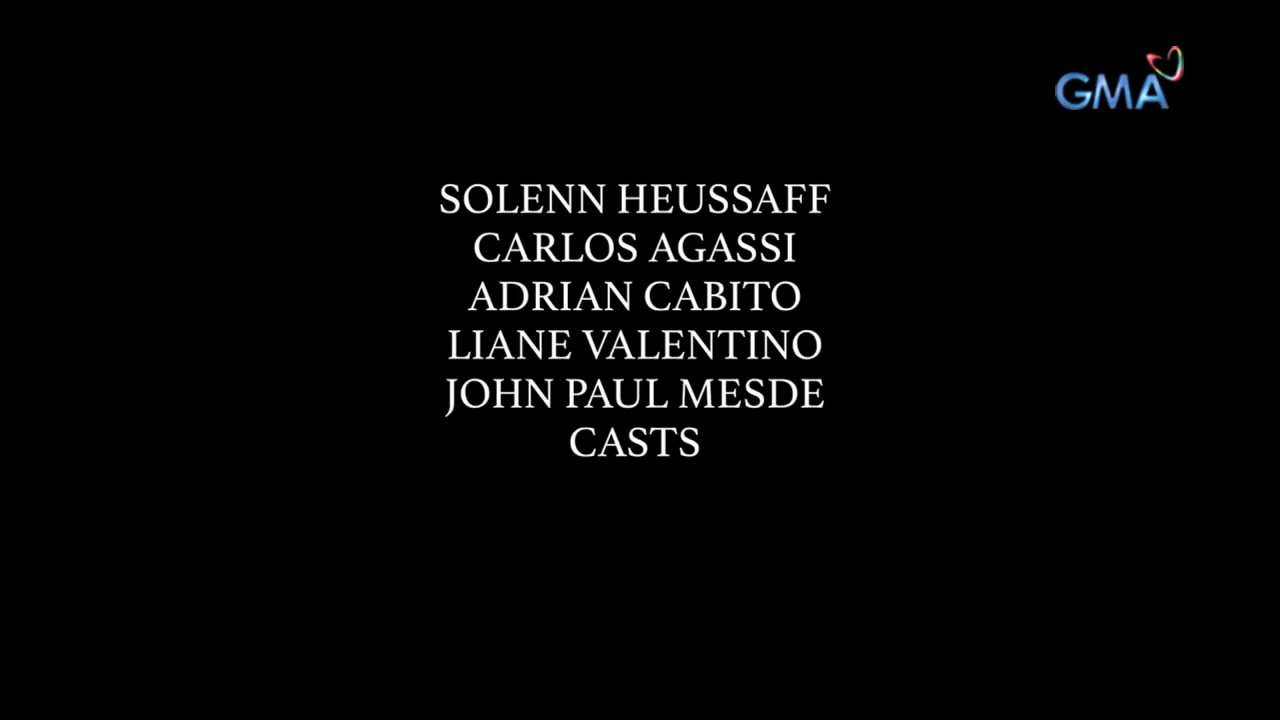 GMA
SOLENN HEUSSAFF
CARLOS AGASSI
ADRIAN CABITO
LIANE VALENTINO
JOHN PAUL MESDE
CASTS